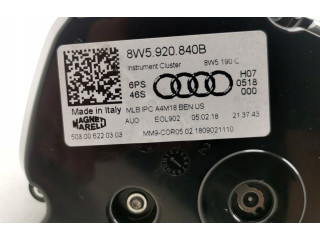 Made in Italy
8W5.920.840B
Instrument Cluster 8W5 190 C
6PS H07
46S 0518
000
MLB IPC A4M18 BEN US
AUO EOL902 05.02.18 21:37:43
MAGNETI
MARELLI
503.00.622.03.03
MM9-COR05.02 1809021110